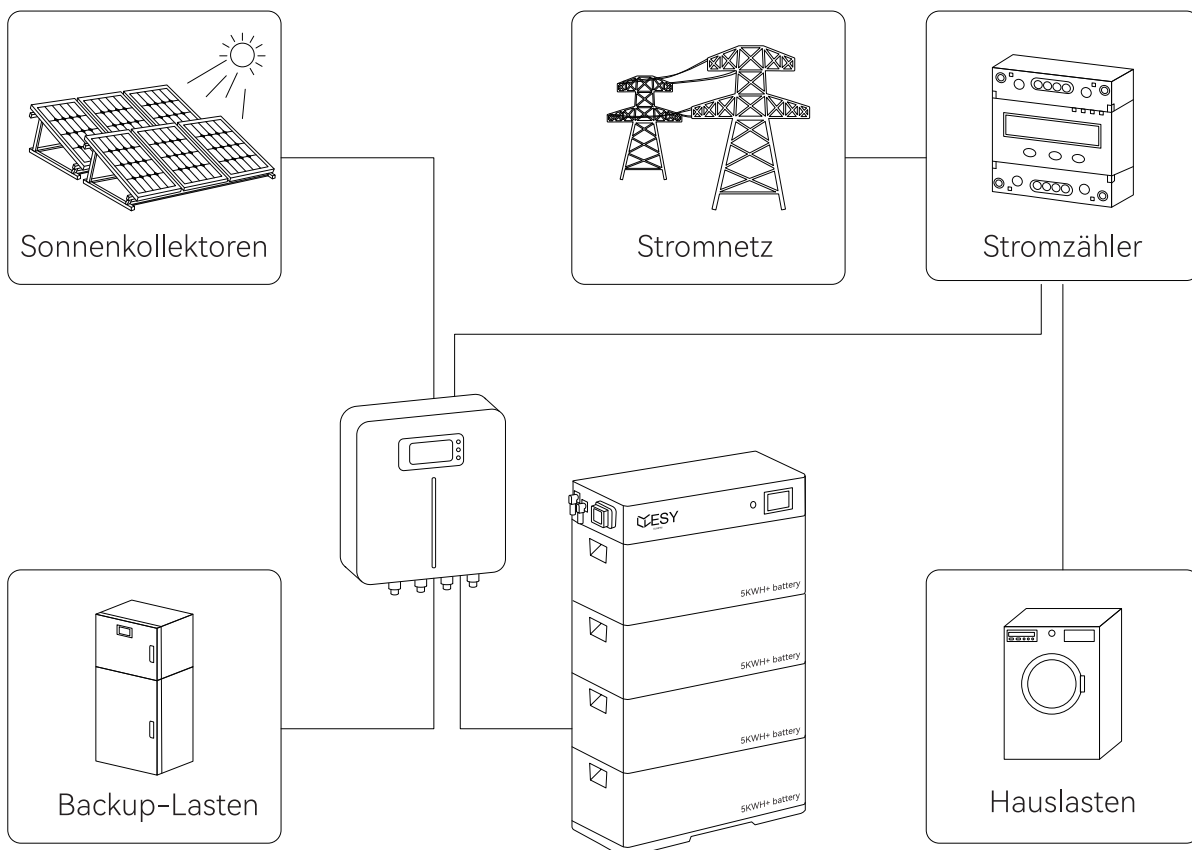 Sonnenkollektoren
Stromnetz
Stromzähler
ESY
5KWH+ battery
5KWH+ battery
5KWH+ battery
5KWH+ battery
Backup-Lasten
Hauslasten